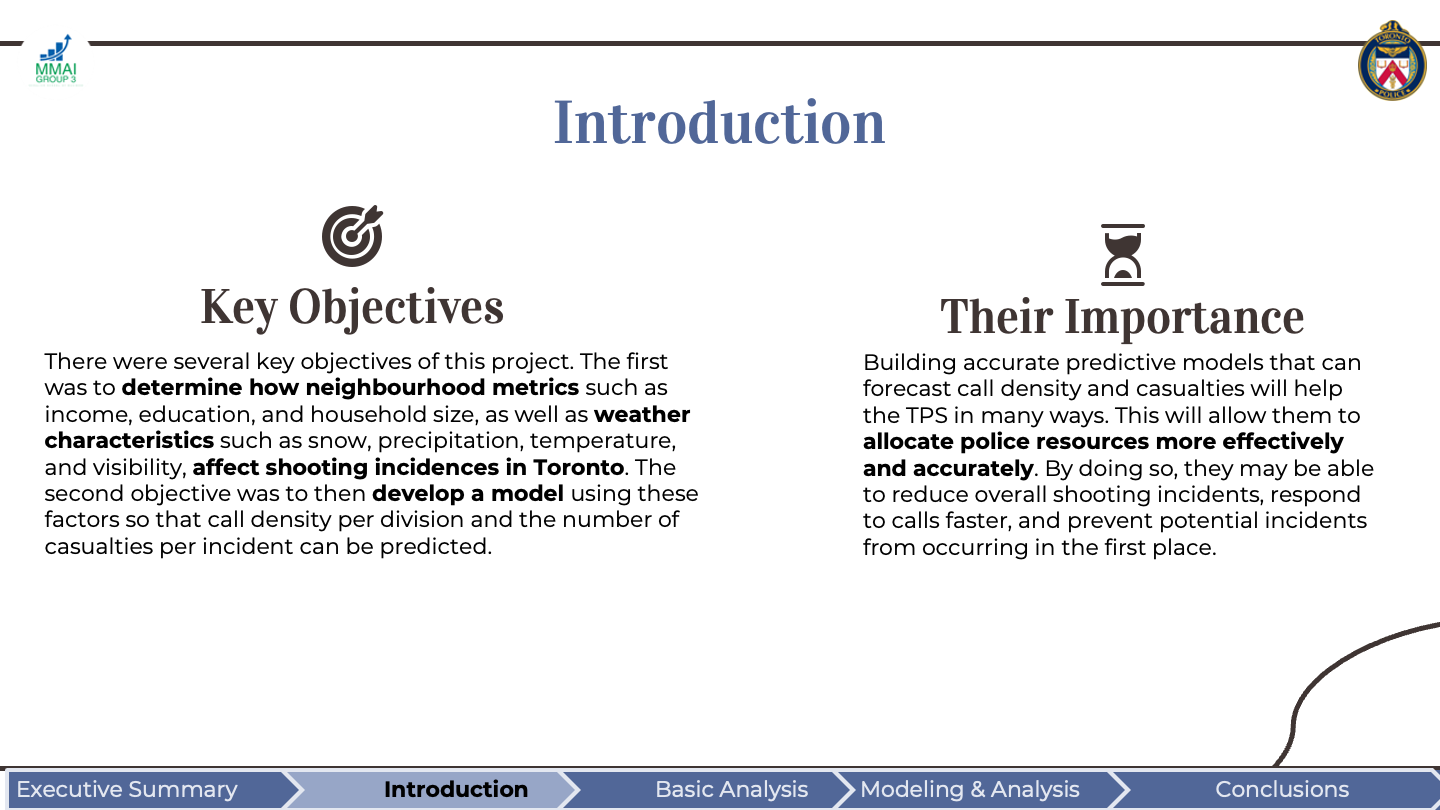 MMAI
GROUP 3
TORONTO
POLICE
Introduction
Key Objectives
There were several key objectives of this project. The first
was to determine how neighbourhood metrics such as
income, education, and household size, as well as weather
characteristics such as snow, precipitation, temperature,
and visibility, affect shooting incidences in Toronto. The
second objective was to then develop a model using these
factors so that call density per division and the number of
casualties per incident can be predicted.
Their Importance
Building accurate predictive models that can
forecast call density and casualties will help
the TPS in many ways. This will allow them to
allocate police resources more effectively
and accurately. By doing so, they may be able
to reduce overall shooting incidents, respond
to calls faster, and prevent potential incidents
from occurring in the first place.
Executive Summary
Introduction
Basic Analysis
Modeling & Analysis
Conclusions